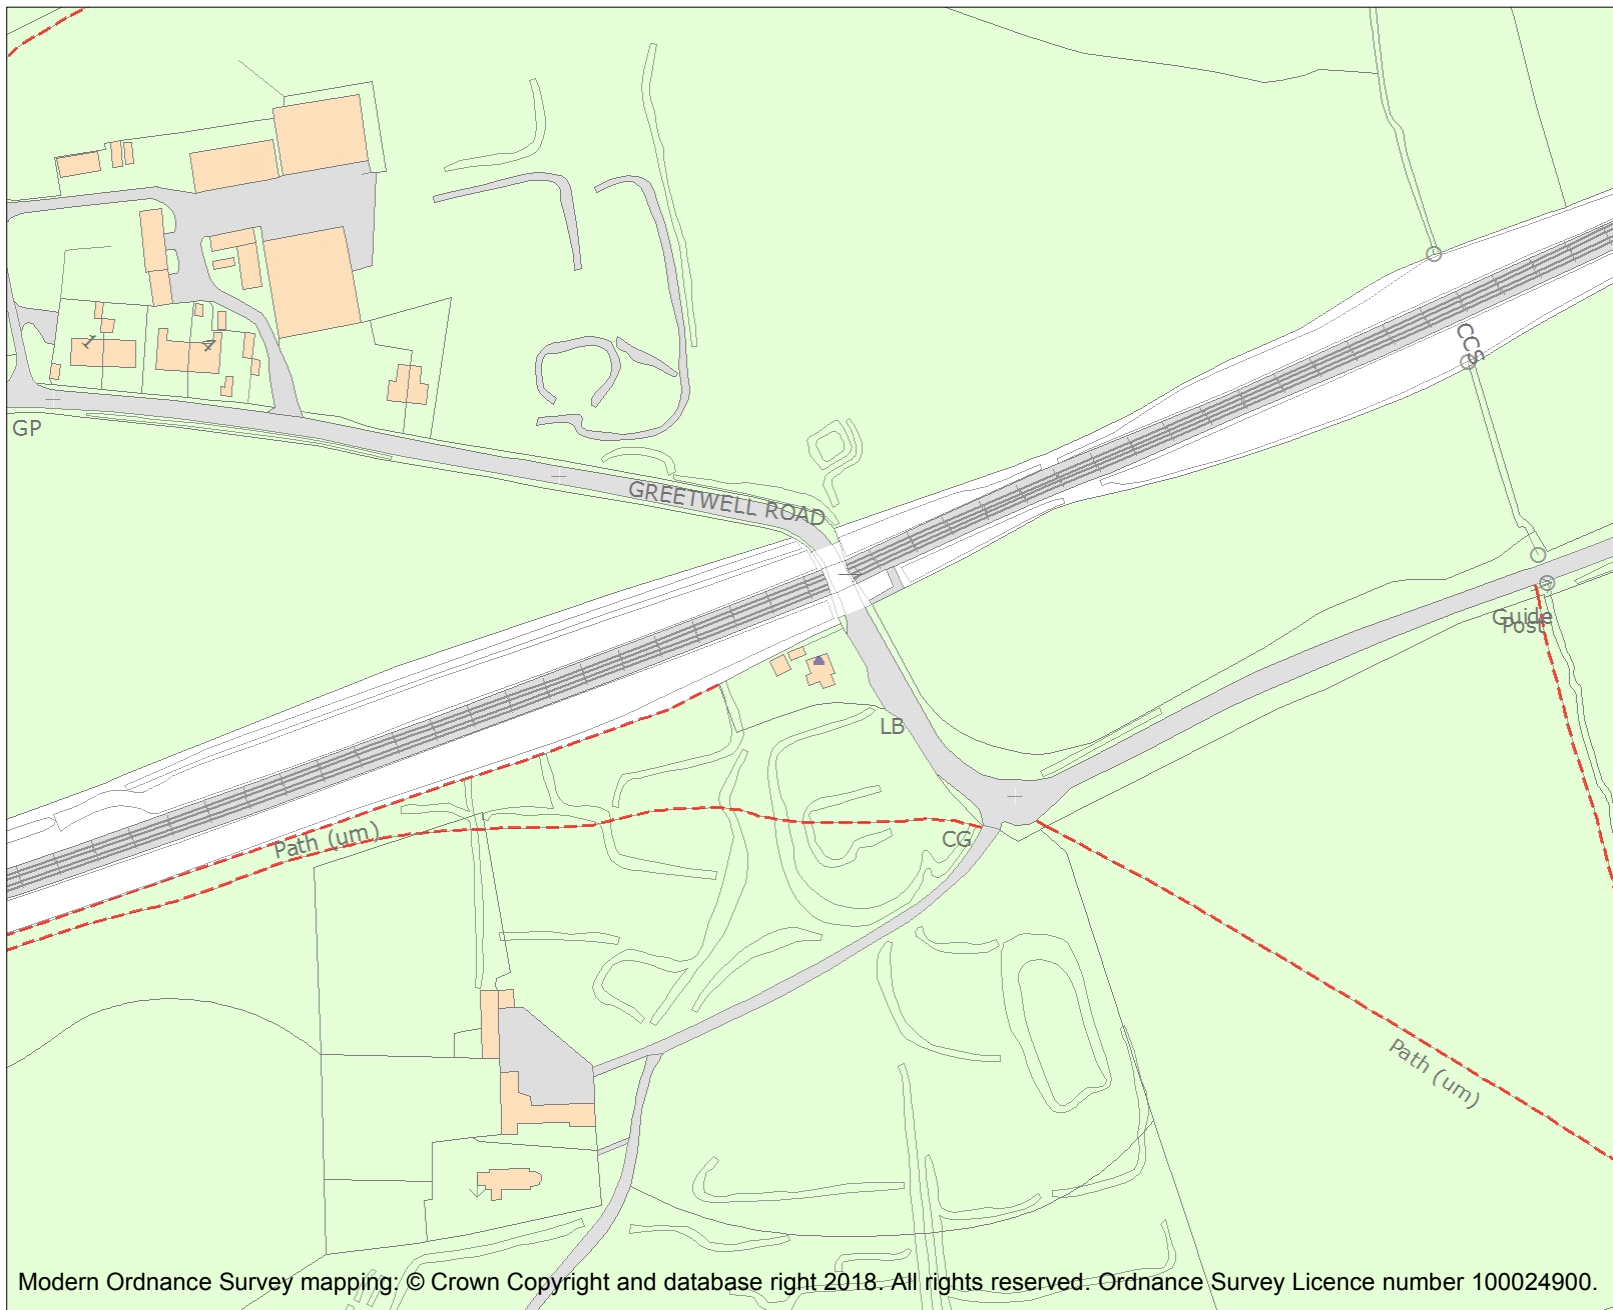 1
4
GP
GREETWELL ROAD
CCS
Guide
Post
LB
CG
Path (um)
Path (um)
Modern Ordnance Survey mapping: © Crown Copyright and database right 2018. All rights reserved. Ordnance Survey Licence number 100024900.